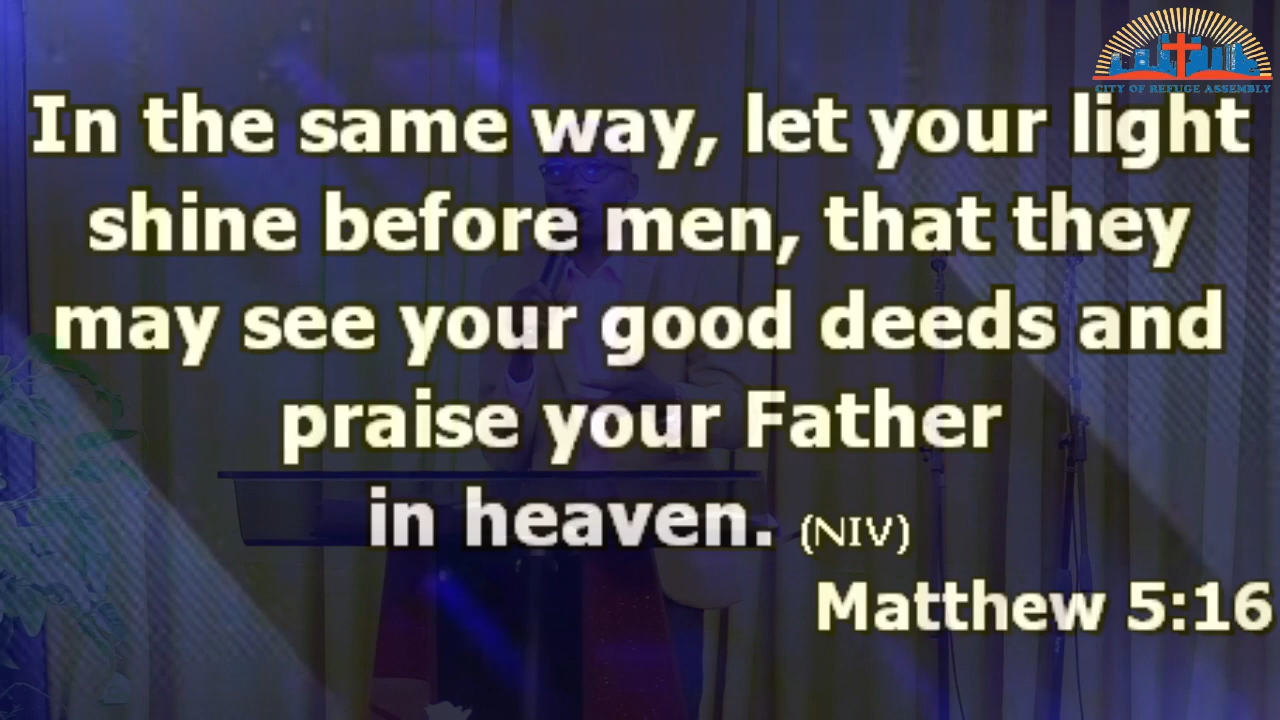 CITY OF REFUGE ASSEMBLY
In the same way, let your light
shine before men, that they
may see your good deeds and
praise your Father
in heaven. (NIV)
Matthew 5:16